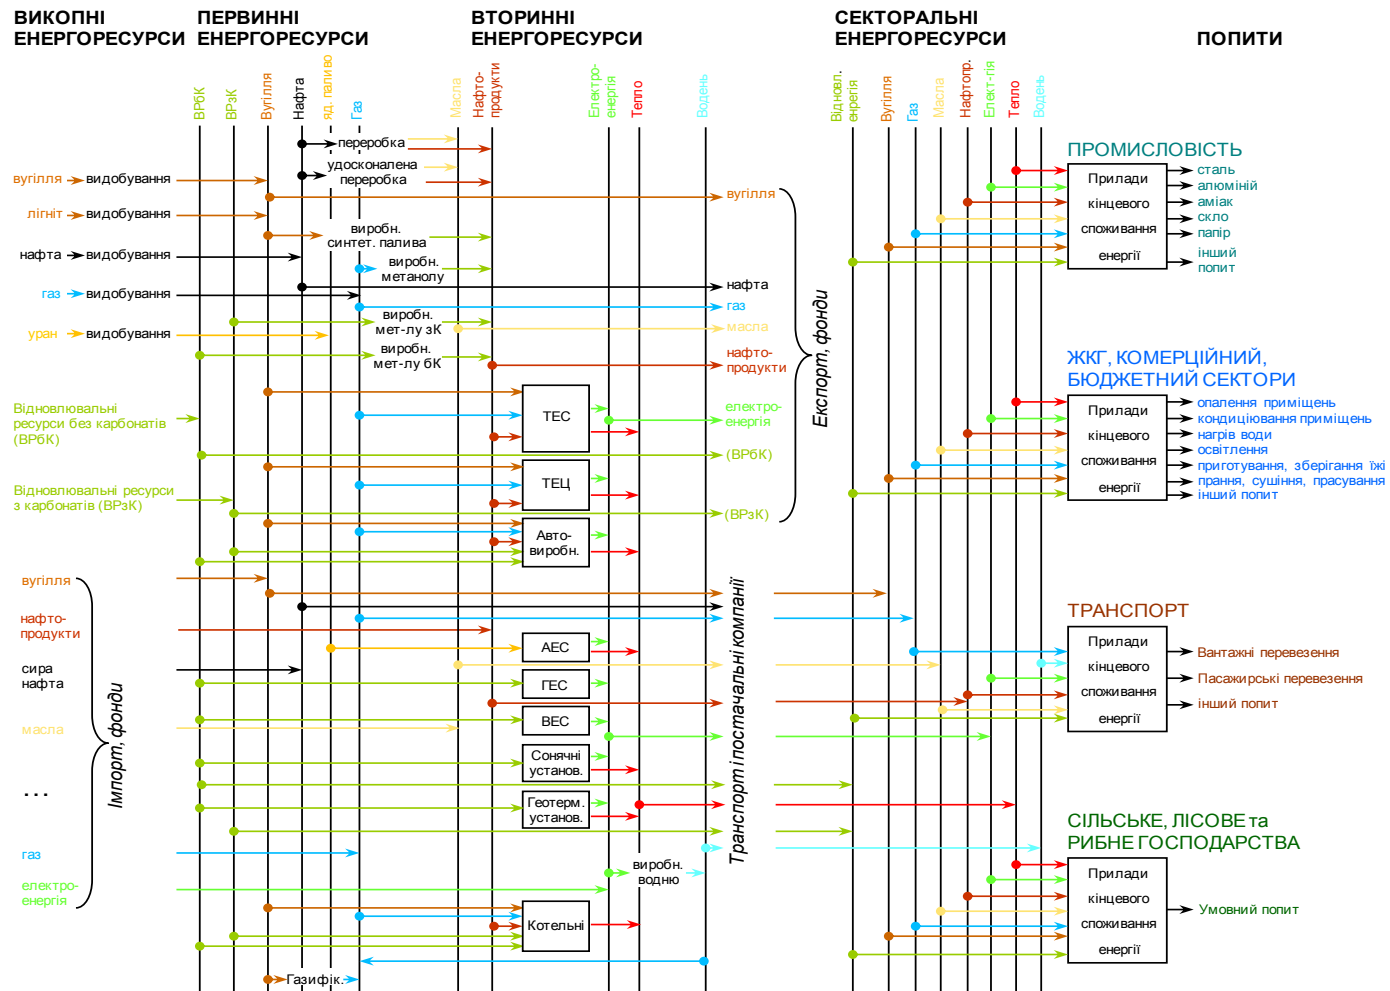 ВИКОПНІ
ЕНЕРГОРЕСУРСИ
ПЕРВИННІ
ЕНЕРГОРЕСУРСИ
ВТОРИННІ
ЕНЕРГОРЕСУРСИ
СЕКТОРАЛЬНІ
ЕНЕРГОРЕСУРСИ
ПОПИТИ
ВРбК
ВРзК
Вугілля
Нафта
яд. паливо
Газ
Масла
Нафто-
продукти
Електро-
енергія
Тепло
Водень
Відновл.
енрегія
Вугілля
Газ
Масла
Нафтопр.
Елект-гія
Тепло
Водень
вугілля
видобування
лігніт
видобування
нафта
видобування
газ
видобування
уран
видобування
Відновлювальні
ресурси без карбонатів
(ВРбК)
Відновлювальні ресурси
з карбонатів (ВРзК)
вугілля
нафто-
продукти
сира
нафта
масла
...
газ
електро-
енергія
Імпорт, фонди
переробка
удосконалена
переробка
виробн.
синтет. палива
виробн.
метанолу
виробн.
мет-лу зК
виробн.
мет-лу бК
ТЕС
ТЕЦ
Авто-
виробн.
АЕС
ГЕС
ВЕС
Сонячні
установ.
Геотерм.
установ.
виробн.
водню
Котельні
Газифік.
вугілля
нафта
газ
масла
нафто-
продукти
електро-
енергія
(ВРбК)
(ВРзК)
Експорт, фонди
Транспорт і постачальні компанії
ПРОМИСЛОВІСТЬ
Прилади
кінцевого
споживання
енергії
сталь
алюміній
аміак
скло
папір
інший
попит
ЖКГ, КОМЕРЦІЙНИЙ,
БЮДЖЕТНИЙ СЕКТОРИ
Прилади
кінцевого
споживання
енергії
опалення приміщень
кондиціювання приміщень
нагрів води
освітлення
приготування, зберігання їжі
прання, сушіння, прасування
інший попит
ТРАНСПОРТ
Прилади
кінцевого
споживання
енергії
Вантажні перевезення
Пасажирські перевезення
інший попит
СІЛЬСЬКЕ, ЛІСОВЕ та
РИБНЕ ГОСПОДАРСТВА
Прилади
кінцевого
споживання
енергії
Умовний попит